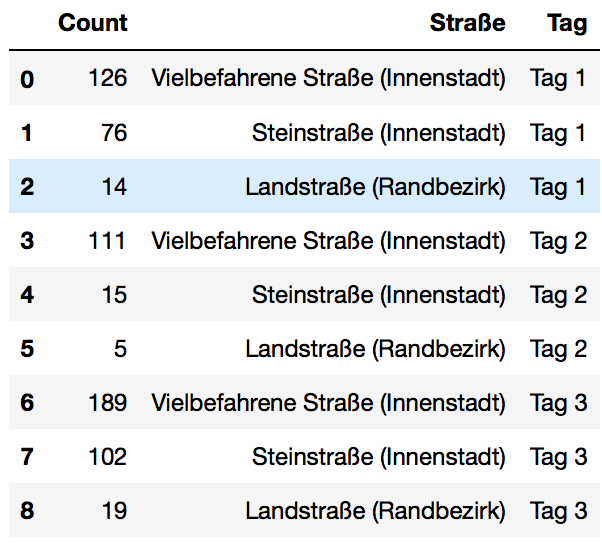 Count Straße Tag
0 126 Vielbefahrene Straße (Innenstadt) Tag 1
1 76 Steinstraße (Innenstadt) Tag 1
2 14 Landstraße (Randbezirk) Tag 1
3 111 Vielbefahrene Straße (Innenstadt) Tag 2
4 15 Steinstraße (Innenstadt) Tag 2
5 5 Landstraße (Randbezirk) Tag 2
6 189 Vielbefahrene Straße (Innenstadt) Tag 3
7 102 Steinstraße (Innenstadt) Tag 3
8 19 Landstraße (Randbezirk) Tag 3